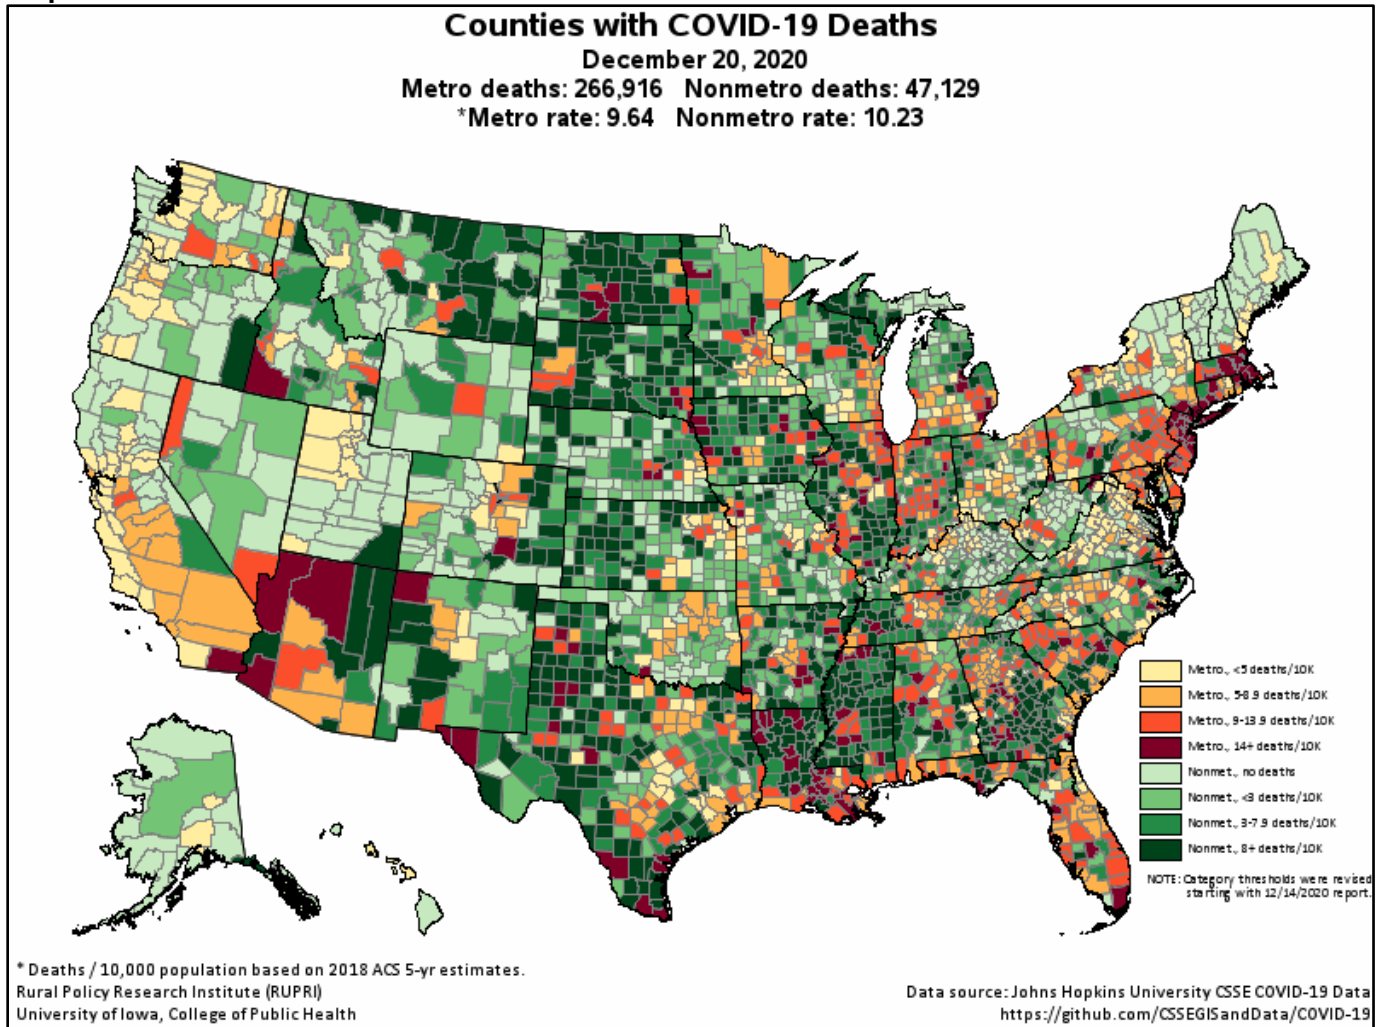 Counties with COVID-19 Deaths
December 20, 2020
Metro deaths: 266,916 Nonmetro deaths: 47,129
*Metro rate: 9.64 Nonmetro rate: 10.23
Metro., <5 deaths/10K
Metro., 5-8.9 deaths/10K
Metro., 9-13.9 deaths/10K
Metro., 14+ deaths/10K
Nonmet., no deaths
Nonmet., <3 deaths/10K
Nonmet., 3-7.9 deaths/10K
Nonmet., 8+ deaths/10K
NOTE: Category thresholds were revised
starting with 12/14/2020 report.
* Deaths / 10,000 population based on 2018 ACS 5-yr estimates.
Rural Policy Research Institute (RUPRI)
University of Iowa, College of Public Health
Data source: Johns Hopkins University CSSE COVID-19 Data
https://github.com/CSSEGISandData/COVID-19